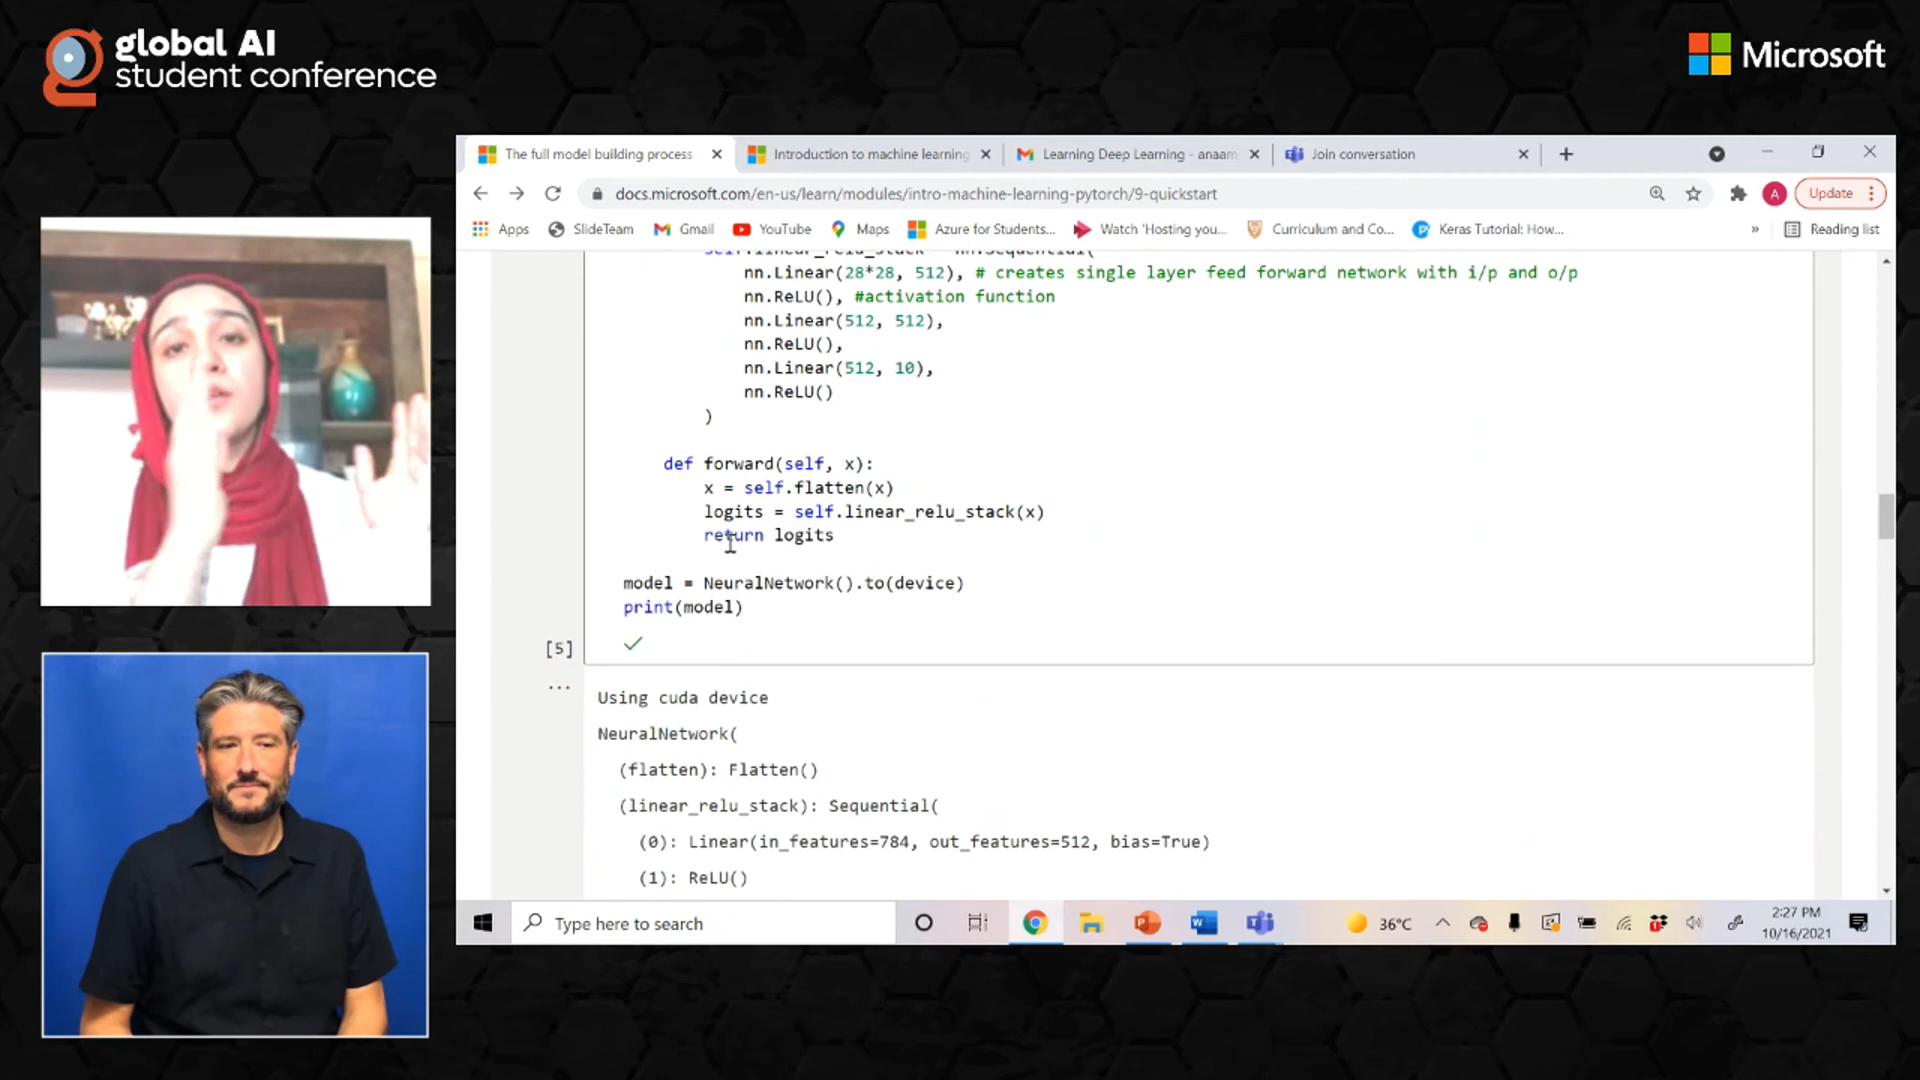 global AI
student conference
Microsoft
The full model building process
Introduction to machine learning
Learning Deep Learning - anaam
Join conversation
docs.microsoft.com/en-us/learn/modules/intro-machine-learning-pytorch/9-quickstart
A
Update
Apps
SlideTeam
Gmail
YouTube
Maps
Azure for Students...
Watch 'Hosting you...
Curriculum and Co...
Keras Tutorial: How...
»
Reading list
self.linear_relu_stack = nn.Sequential(
nn.Linear(28*28, 512), # creates single layer feed forward network with i/p and o/p
nn.ReLU(), #activation function
nn.Linear(512, 512),
nn.ReLU(),
nn.Linear(512, 10),
nn.ReLU()
)
def forward(self, x):
x = self.flatten(x)
logits = self.linear_relu_stack(x)
return logits
model = NeuralNetwork().to(device)
print(model)
[5]
...
Using cuda device
NeuralNetwork(
(flatten): Flatten()
(linear_relu_stack): Sequential(
(0): Linear(in_features=784, out_features=512, bias=True)
(1): ReLU()
Type here to search
36°C
2:27 PM
10/16/2021